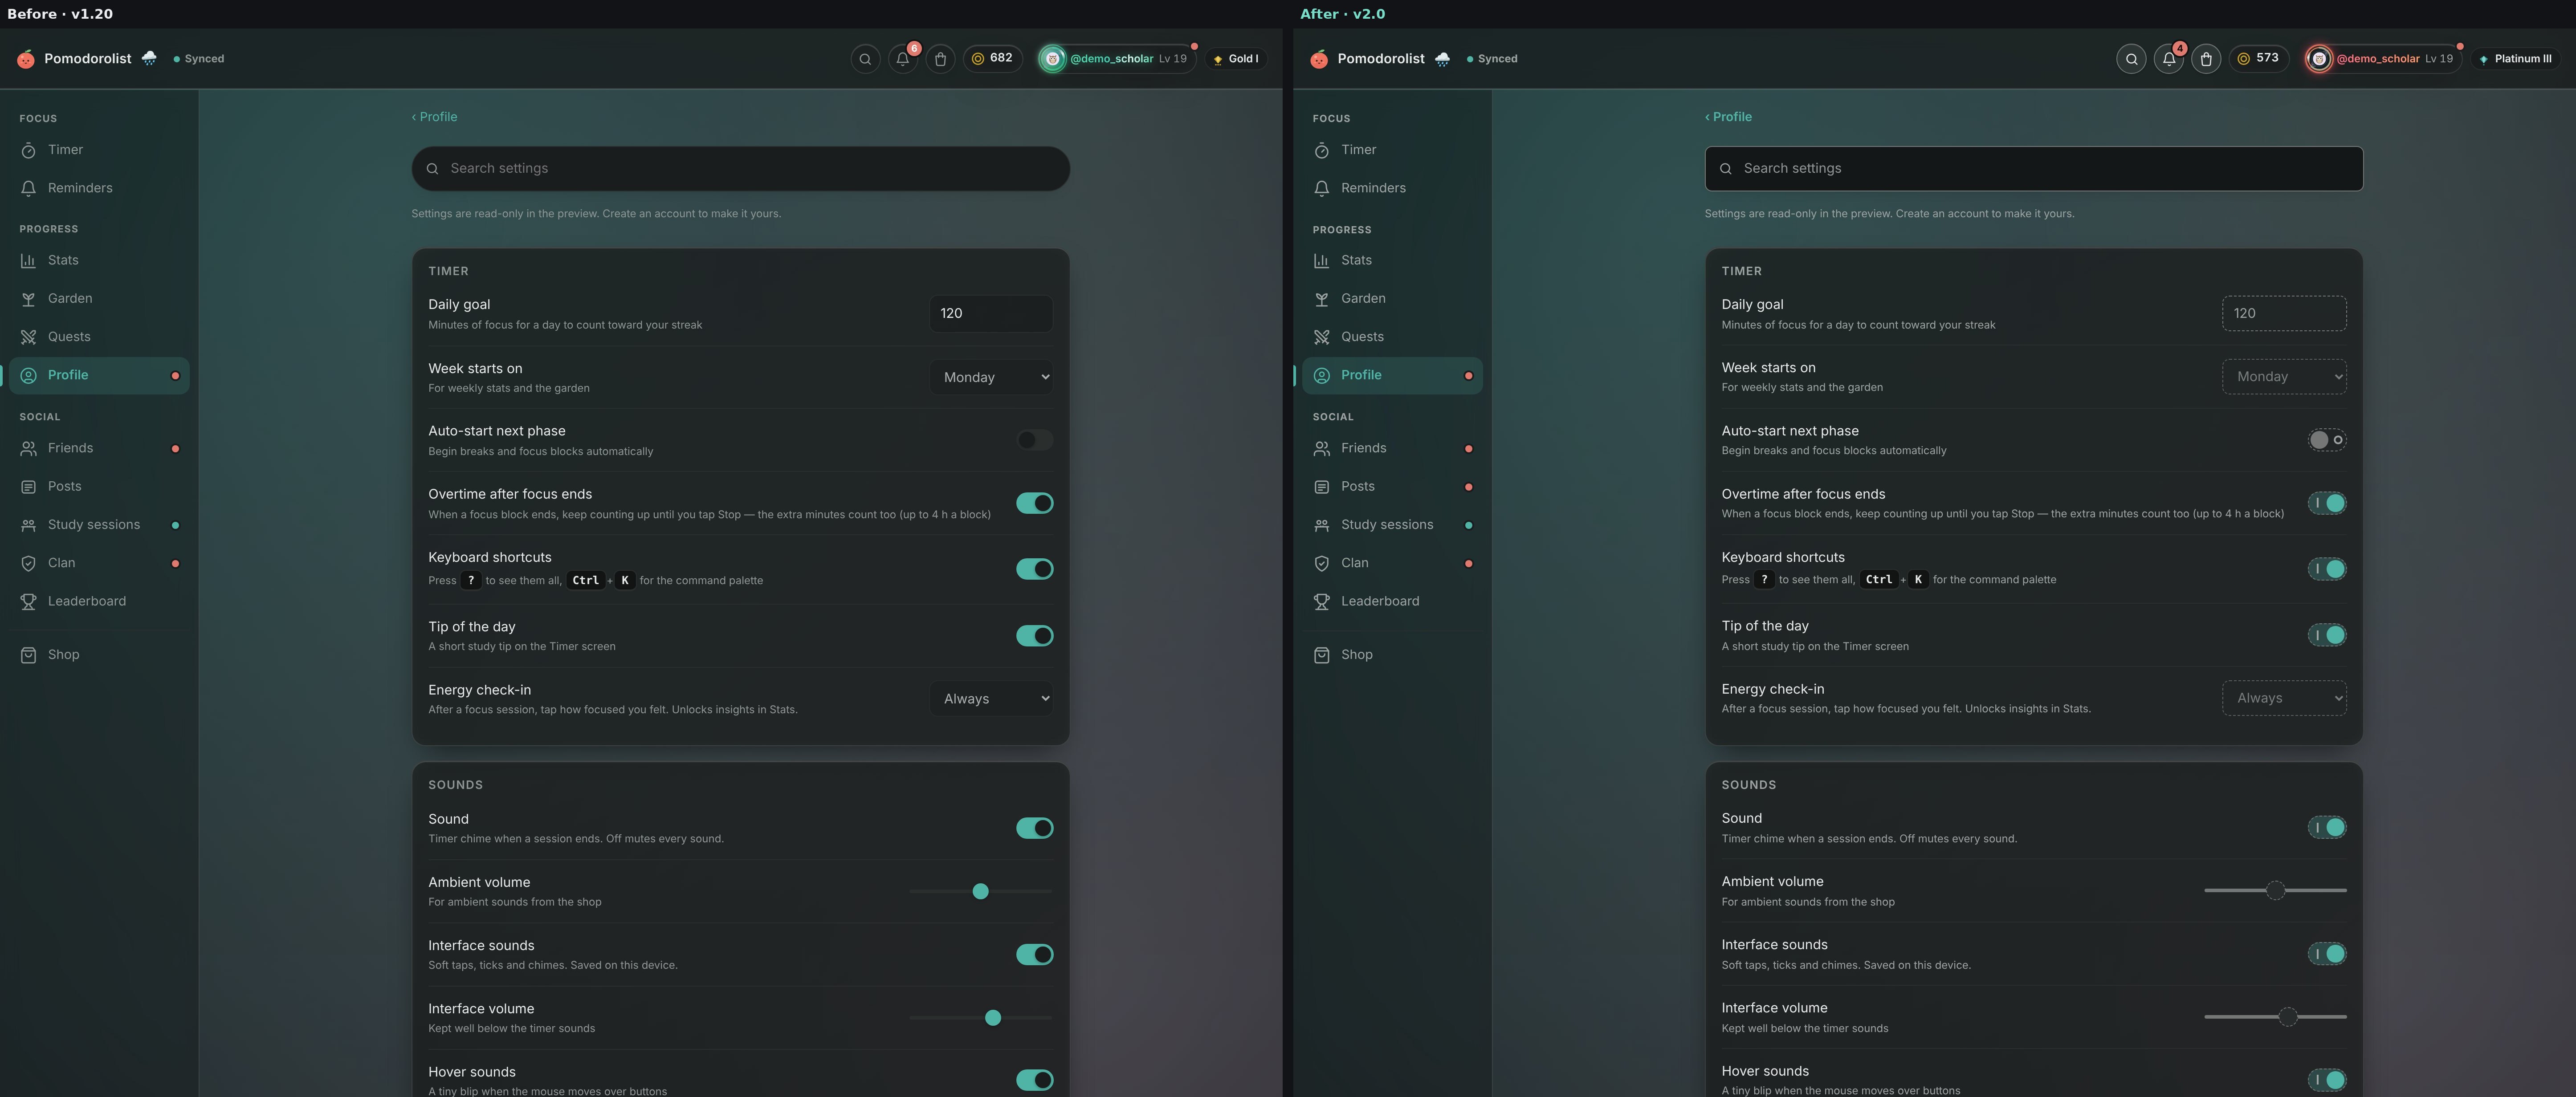 Before · v1.20
Pomodorolist
Synced
6
682
@demo_scholar Lv 19
Gold I
FOCUS
Timer
Reminders
PROGRESS
Stats
Garden
Quests
Profile
SOCIAL
Friends
Posts
Study sessions
Clan
Leaderboard
Shop
‹ Profile
Search settings
Settings are read-only in the preview. Create an account to make it yours.
TIMER
Daily goal
Minutes of focus for a day to count toward your streak
120
Week starts on
For weekly stats and the garden
Monday
Auto-start next phase
Begin breaks and focus blocks automatically
Overtime after focus ends
When a focus block ends, keep counting up until you tap Stop — the extra minutes count too (up to 4 h a block)
Keyboard shortcuts
Press ? to see them all, Ctrl + K for the command palette
Tip of the day
A short study tip on the Timer screen
Energy check-in
After a focus session, tap how focused you felt. Unlocks insights in Stats.
Always
SOUNDS
Sound
Timer chime when a session ends. Off mutes every sound.
Ambient volume
For ambient sounds from the shop
Interface sounds
Soft taps, ticks and chimes. Saved on this device.
Interface volume
Kept well below the timer sounds
Hover sounds
A tiny blip when the mouse moves over buttons
After · v2.0
Pomodorolist
Synced
4
573
@demo_scholar Lv 19
Platinum III
FOCUS
Timer
Reminders
PROGRESS
Stats
Garden
Quests
Profile
SOCIAL
Friends
Posts
Study sessions
Clan
Leaderboard
Shop
‹ Profile
Search settings
Settings are read-only in the preview. Create an account to make it yours.
TIMER
Daily goal
Minutes of focus for a day to count toward your streak
120
Week starts on
For weekly stats and the garden
Monday
Auto-start next phase
Begin breaks and focus blocks automatically
Overtime after focus ends
When a focus block ends, keep counting up until you tap Stop — the extra minutes count too (up to 4 h a block)
Keyboard shortcuts
Press ? to see them all, Ctrl + K for the command palette
Tip of the day
A short study tip on the Timer screen
Energy check-in
After a focus session, tap how focused you felt. Unlocks insights in Stats.
Always
SOUNDS
Sound
Timer chime when a session ends. Off mutes every sound.
Ambient volume
For ambient sounds from the shop
Interface sounds
Soft taps, ticks and chimes. Saved on this device.
Interface volume
Kept well below the timer sounds
Hover sounds
A tiny blip when the mouse moves over buttons